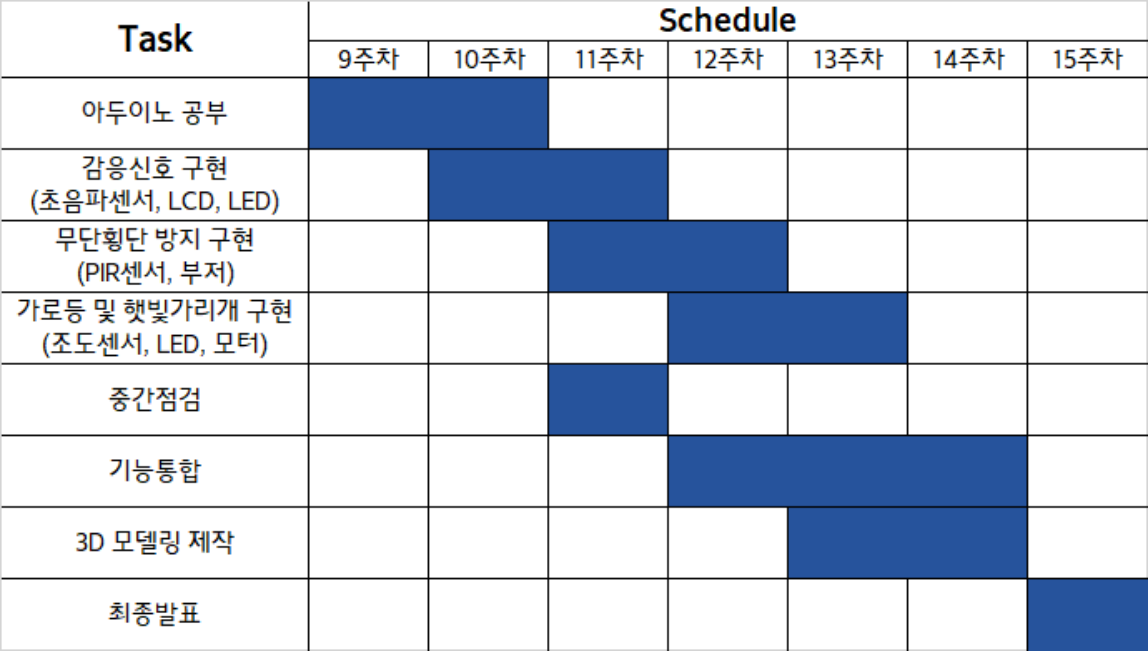 Task
Schedule
9주차 10주차 11주차 12주차 13주차 14주차 15주차
아두이노 공부
감응신호 구현
(초음파센서, LCD, LED)
무단횡단 방지 구현
(PIR센서, 부저)
가로등 및 햇빛가리개 구현
(조도센서, LED, 모터)
중간점검
기능통합
3D 모델링 제작
최종발표